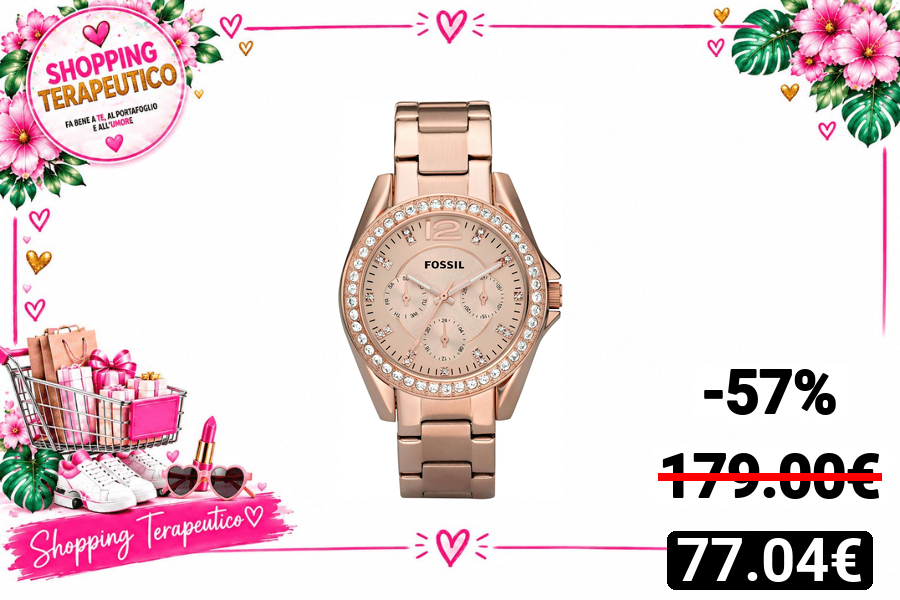 SHOPPING
TERAPEUTICO
FA BENE A TE, AL PORTAFOGLIO
E ALL'UMORE
12
FOSSIL
-57%
179.00€
77.04€
Shopping Terapeutico